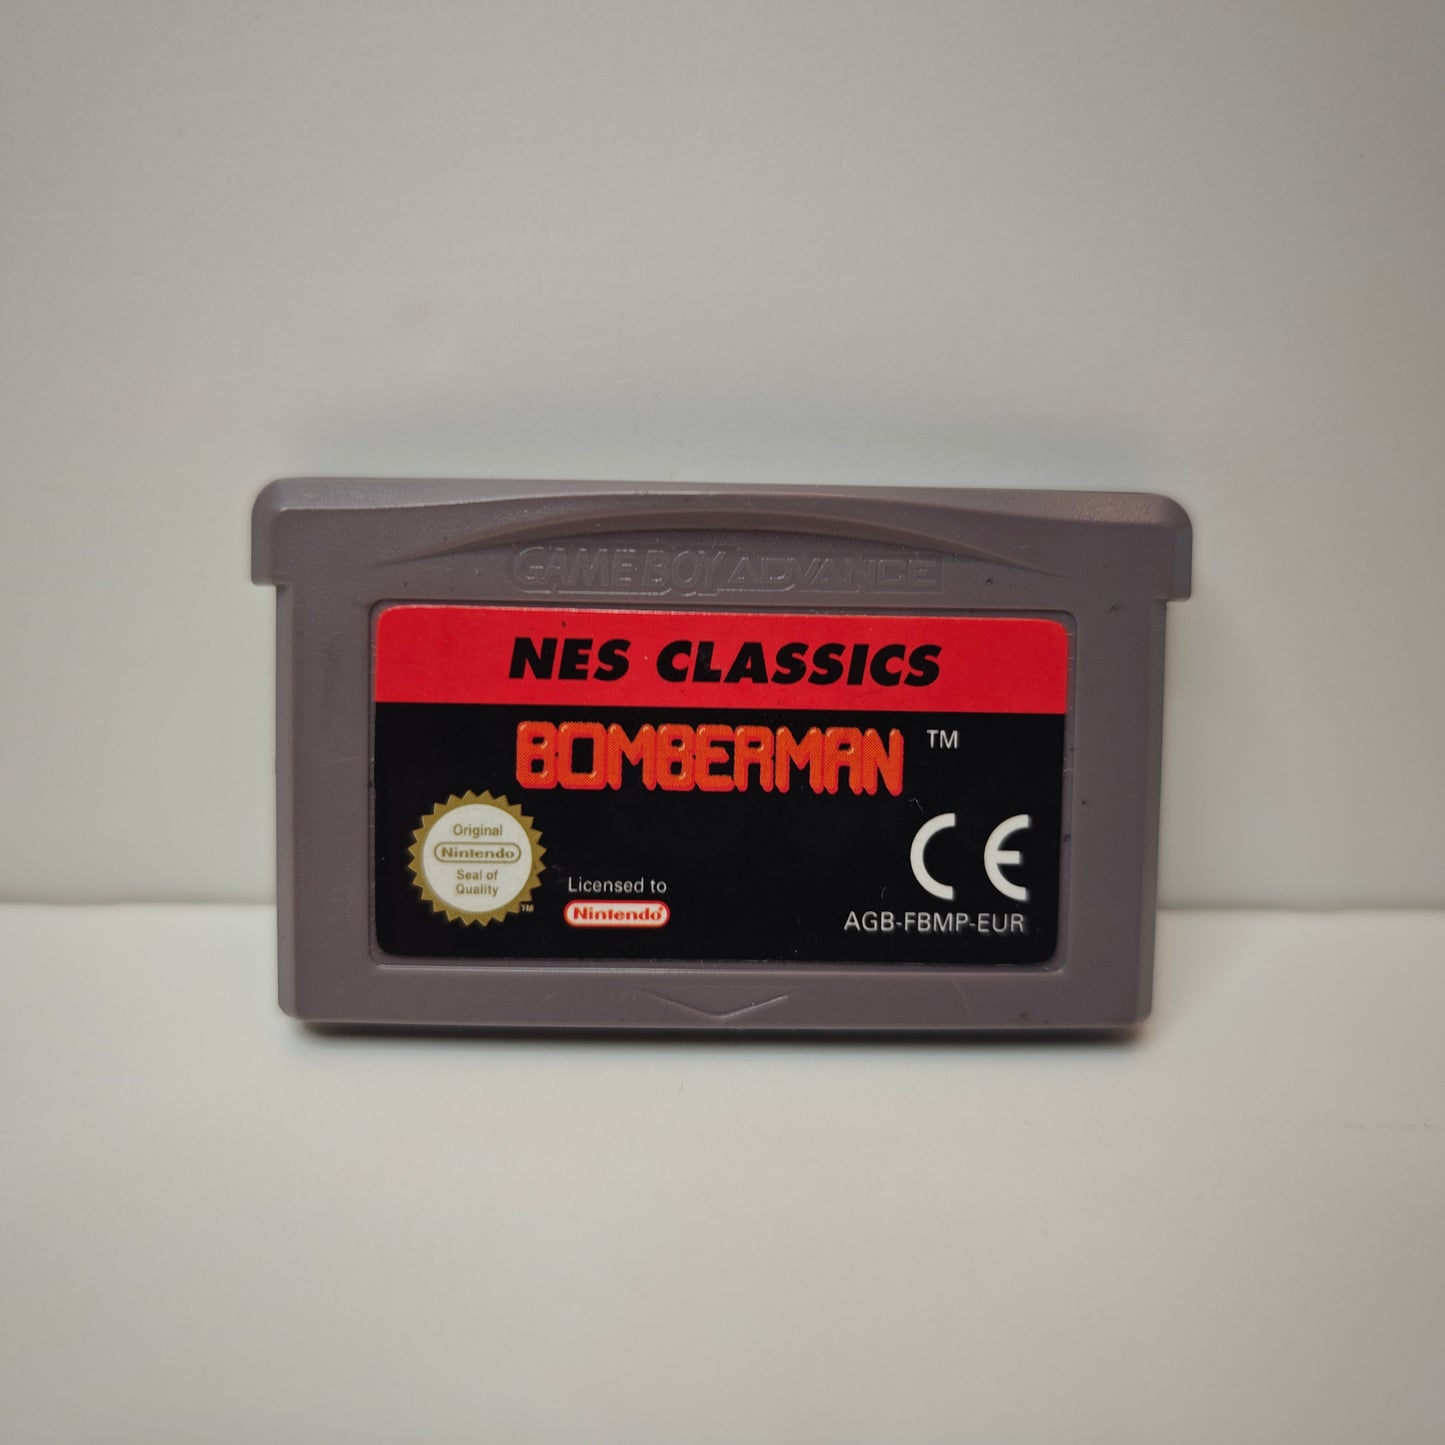 GAME BOY ADVANCE
NES CLASSICS
BOMBERMAN TM
Original
Nintendo
Seal of
Quality
TM
Licensed to
Nintendo®
CE
AGB-FBMP-EUR